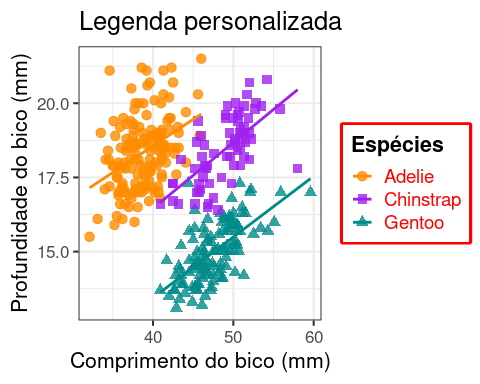 Legenda personalizada
Profundidade do bico (mm)
20.0
17.5
15.0
40
50
60
Comprimento do bico (mm)
Espécies
Adelie
Chinstrap
Gentoo